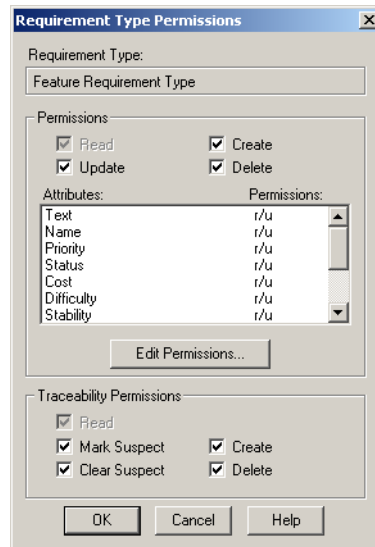 Requirement Type Permissions
Requirement Type:
Feature Requirement Type
Permissions
Read Create
Update Delete
Attributes: Permissions:
Text r/u
Name r/u
Priority r/u
Status r/u
Cost r/u
Difficulty r/u
Stability r/u
Edit Permissions...
Traceability Permissions
Read
Mark Suspect Create
Clear Suspect Delete
OK Cancel Help